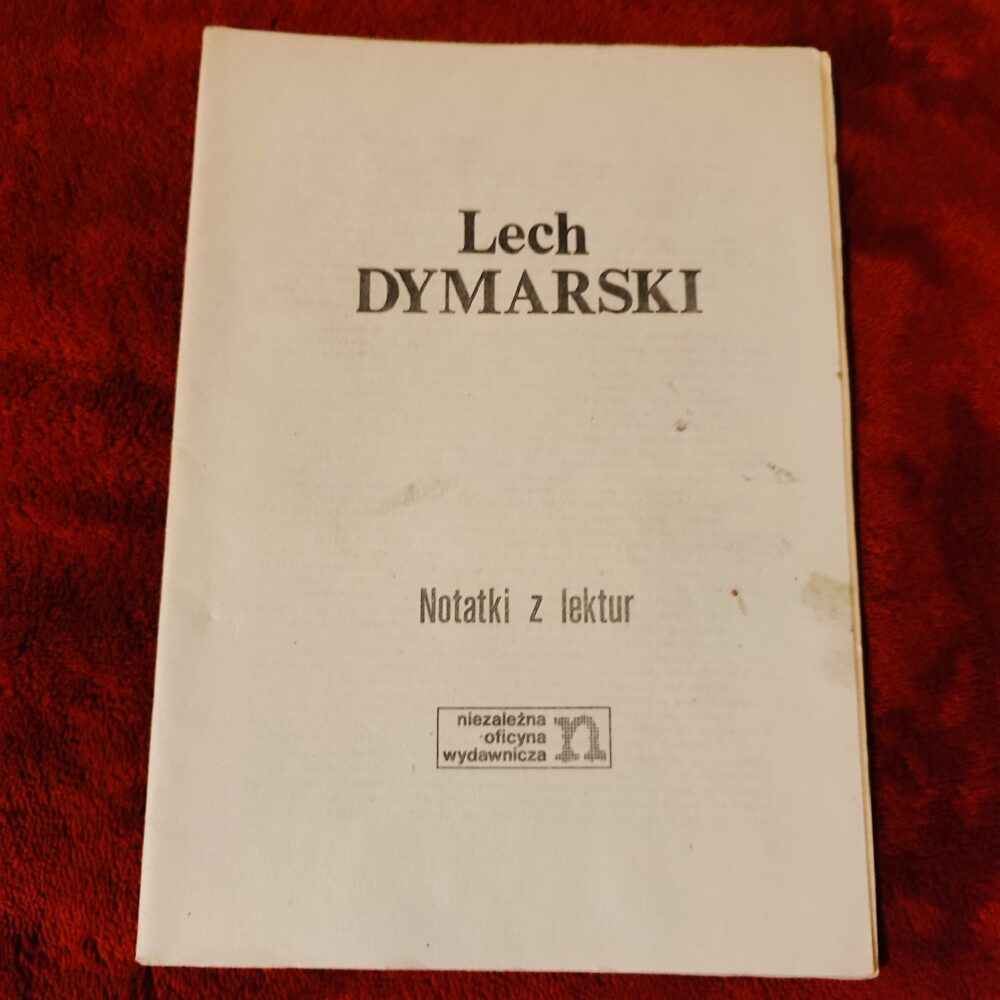 Lech
DYMARSKI
Notatki z lektur
niezależna
oficyna
wydawnicza
n